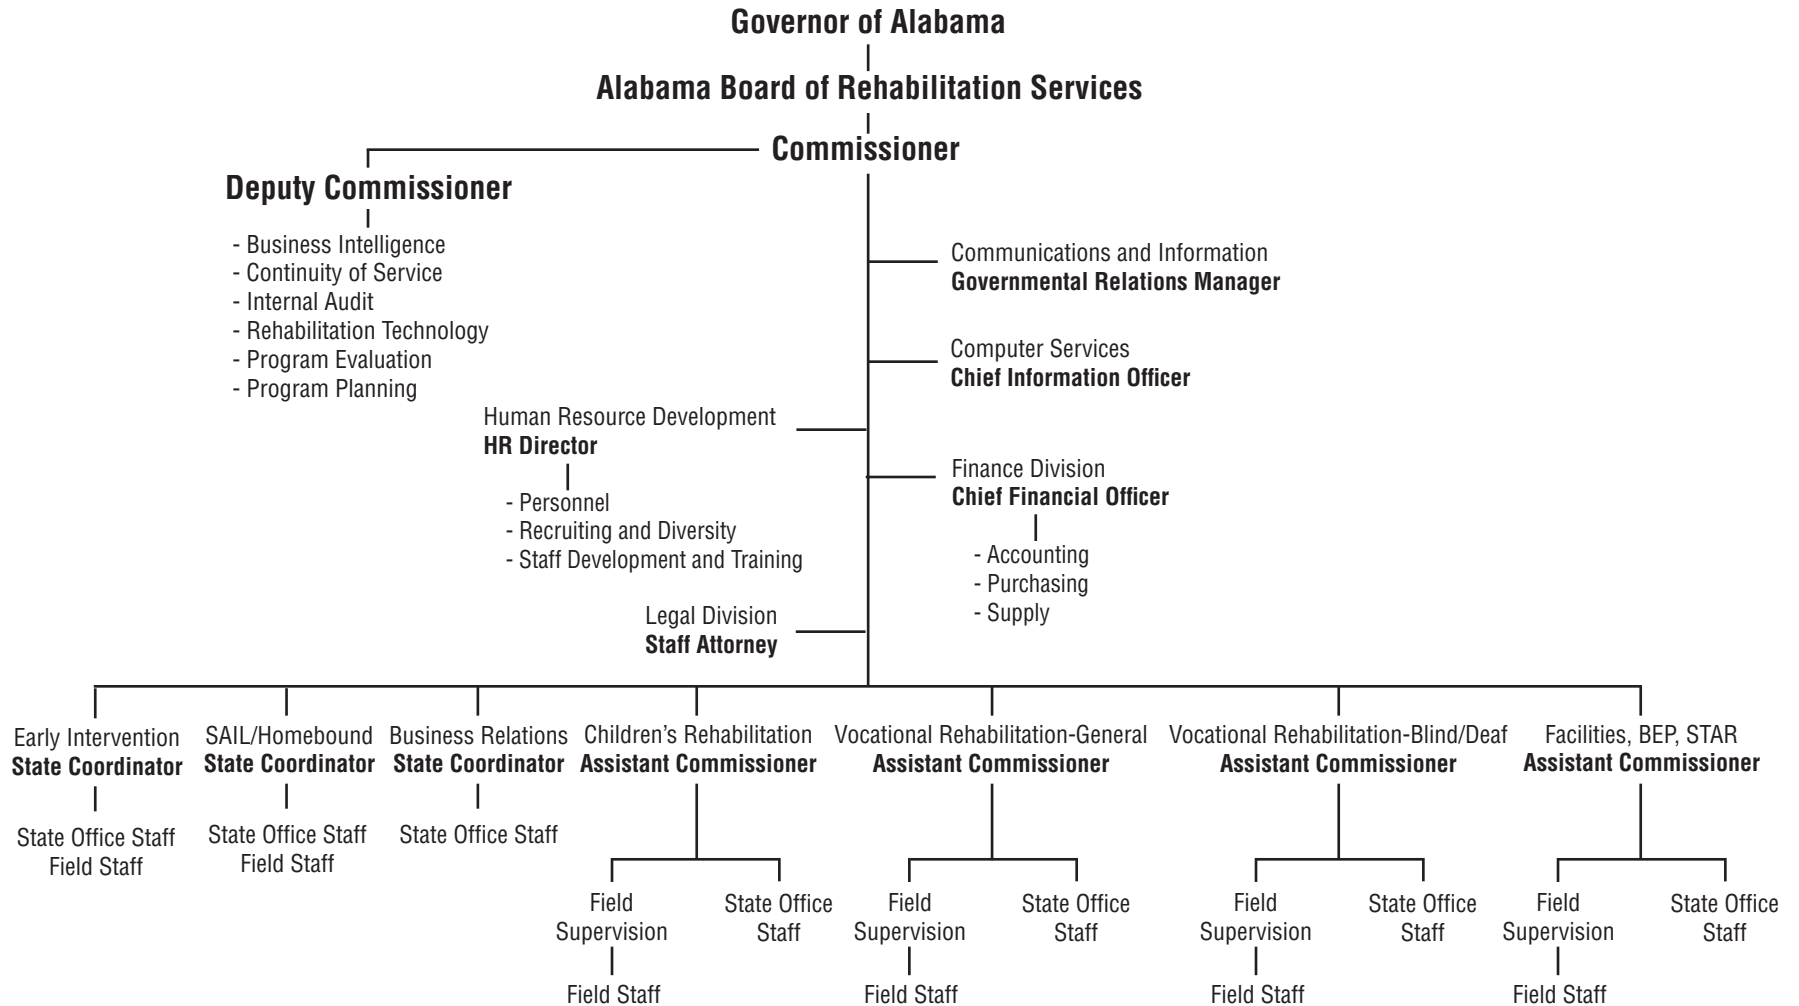 Governor of Alabama
Alabama Board of Rehabilitation Services
Commissioner
Deputy Commissioner
- Business Intelligence
- Continuity of Service
- Internal Audit
- Rehabilitation Technology
- Program Evaluation
- Program Planning
Communications and Information
Governmental Relations Manager
Computer Services
Chief Information Officer
Human Resource Development
HR Director
- Personnel
- Recruiting and Diversity
- Staff Development and Training
Finance Division
Chief Financial Officer
- Accounting
- Purchasing
- Supply
Legal Division
Staff Attorney
Early Intervention
State Coordinator
State Office Staff
Field Staff
SAIL/Homebound
State Coordinator
State Office Staff
Field Staff
Business Relations
State Coordinator
State Office Staff
Children's Rehabilitation
Assistant Commissioner
Field
Supervision
Field Staff
State Office
Staff
Vocational Rehabilitation-General
Assistant Commissioner
Field
Supervision
Field Staff
State Office
Staff
Vocational Rehabilitation-Blind/Deaf
Assistant Commissioner
Field
Supervision
Field Staff
State Office
Staff
Facilities, BEP, STAR
Assistant Commissioner
Field
Supervision
Field Staff
State Office
Staff